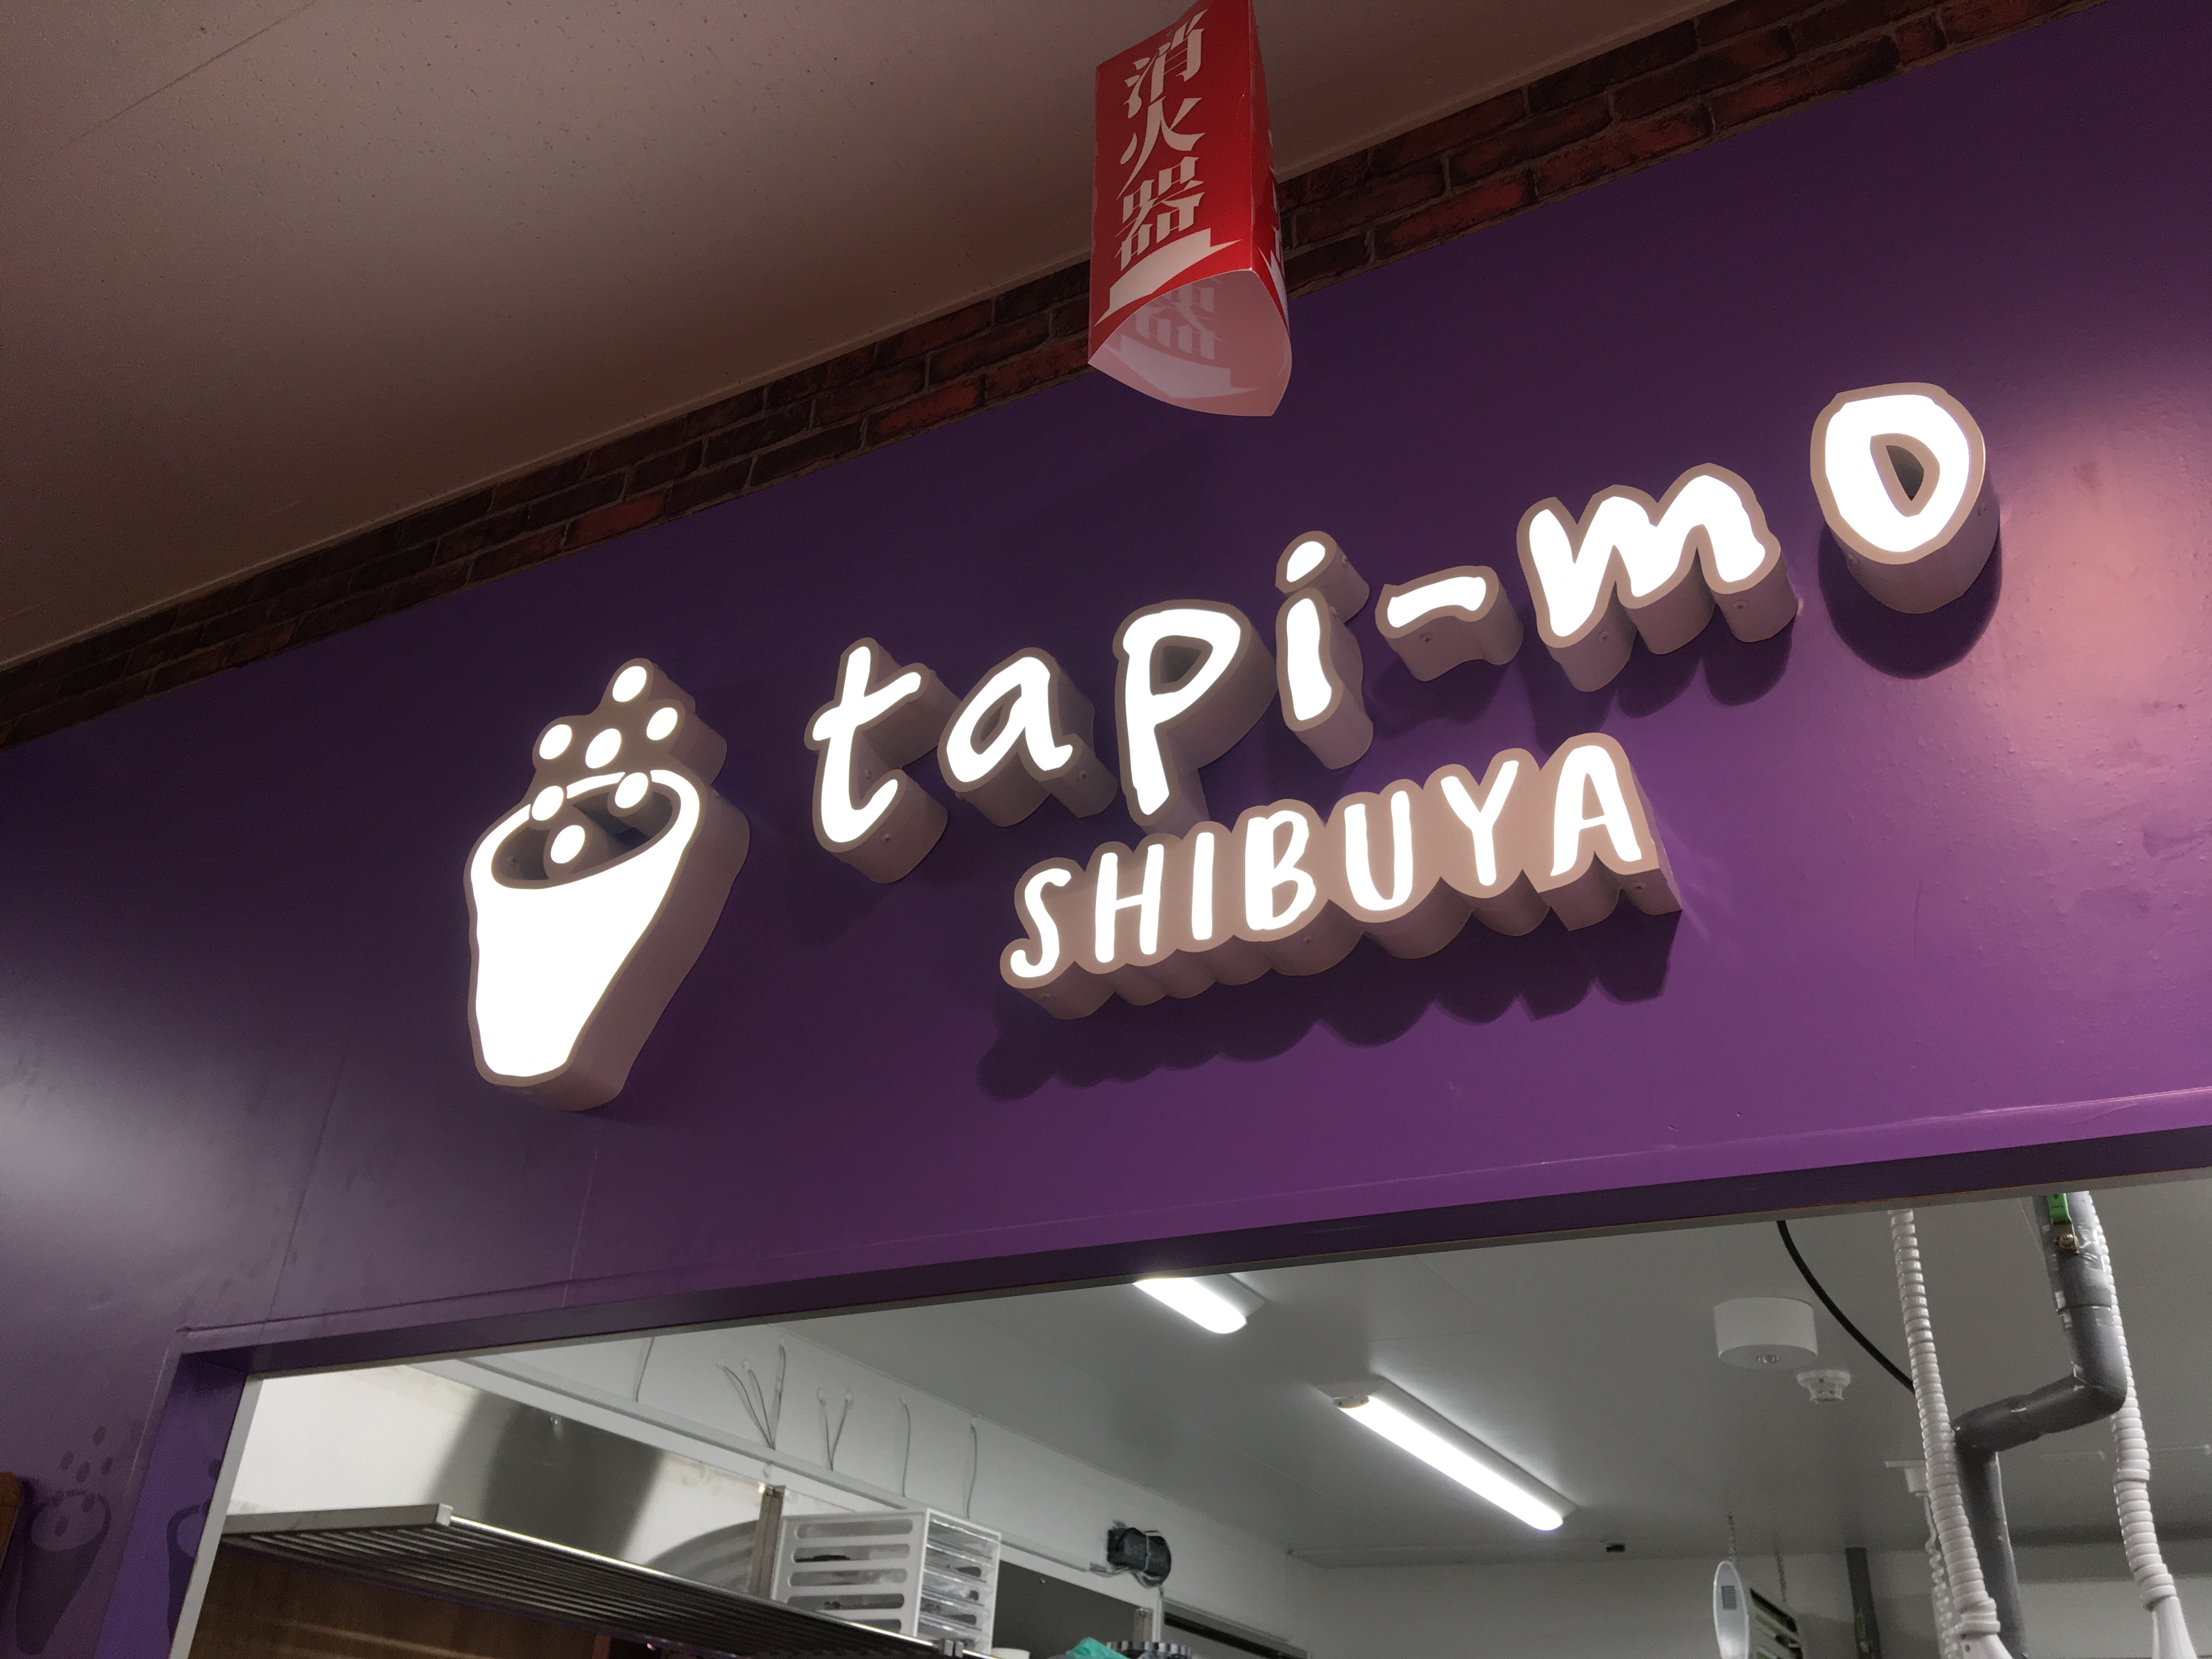 消火器
tapi-mo
SHIBUYA